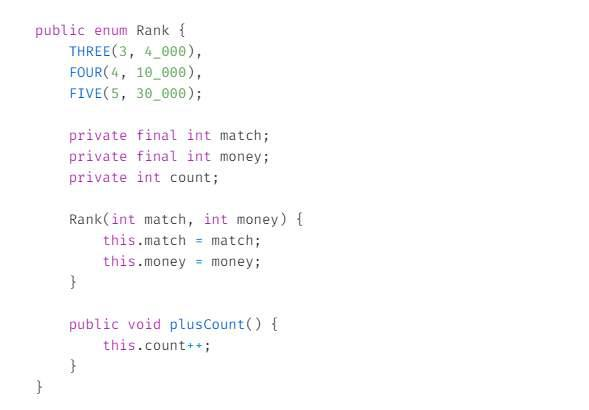 public enum Rank {
    THREE(3, 4_000),
    FOUR(4, 10_000),
    FIVE(5, 30_000);

    private final int match;
    private final int money;
    private int count;

    Rank(int match, int money) {
        this.match = match;
        this.money = money;
    }

    public void plusCount() {
        this.count++;
    }
}